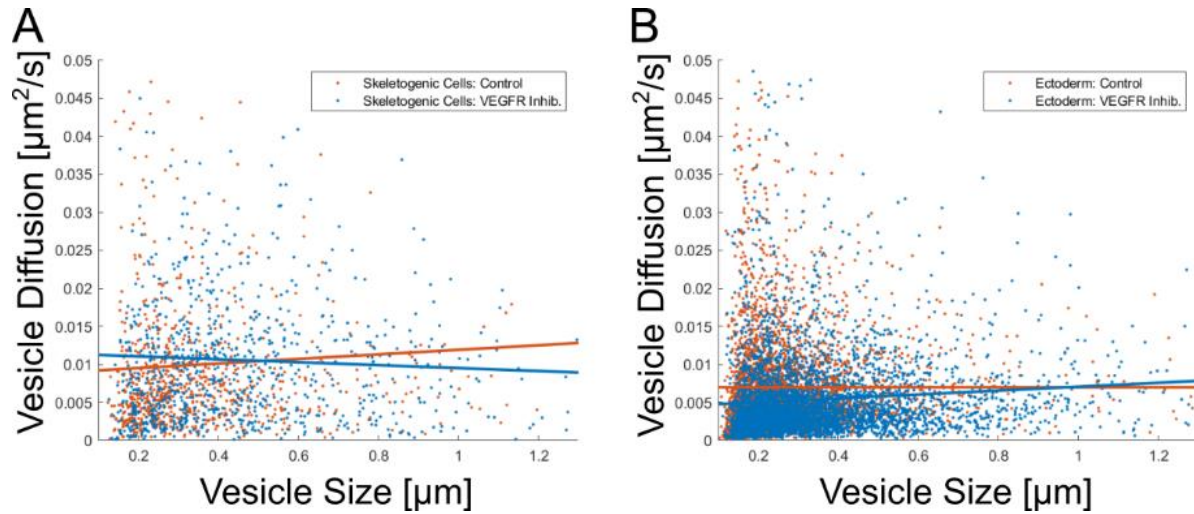 A
Vesicle Diffusion [µm²/s]
0.05
0.045
0.04
0.035
0.03
0.025
0.02
0.015
0.01
0.005
0
Skeletogenic Cells: Control
Skeletogenic Cells: VEGFR Inhib.
0.2 0.4 0.6 0.8 1 1.2
Vesicle Size [µm]
B
Vesicle Diffusion [µm²/s]
0.05
0.045
0.04
0.035
0.03
0.025
0.02
0.015
0.01
0.005
0
Ectoderm: Control
Ectoderm: VEGFR Inhib.
0.2 0.4 0.6 0.8 1 1.2
Vesicle Size [µm]